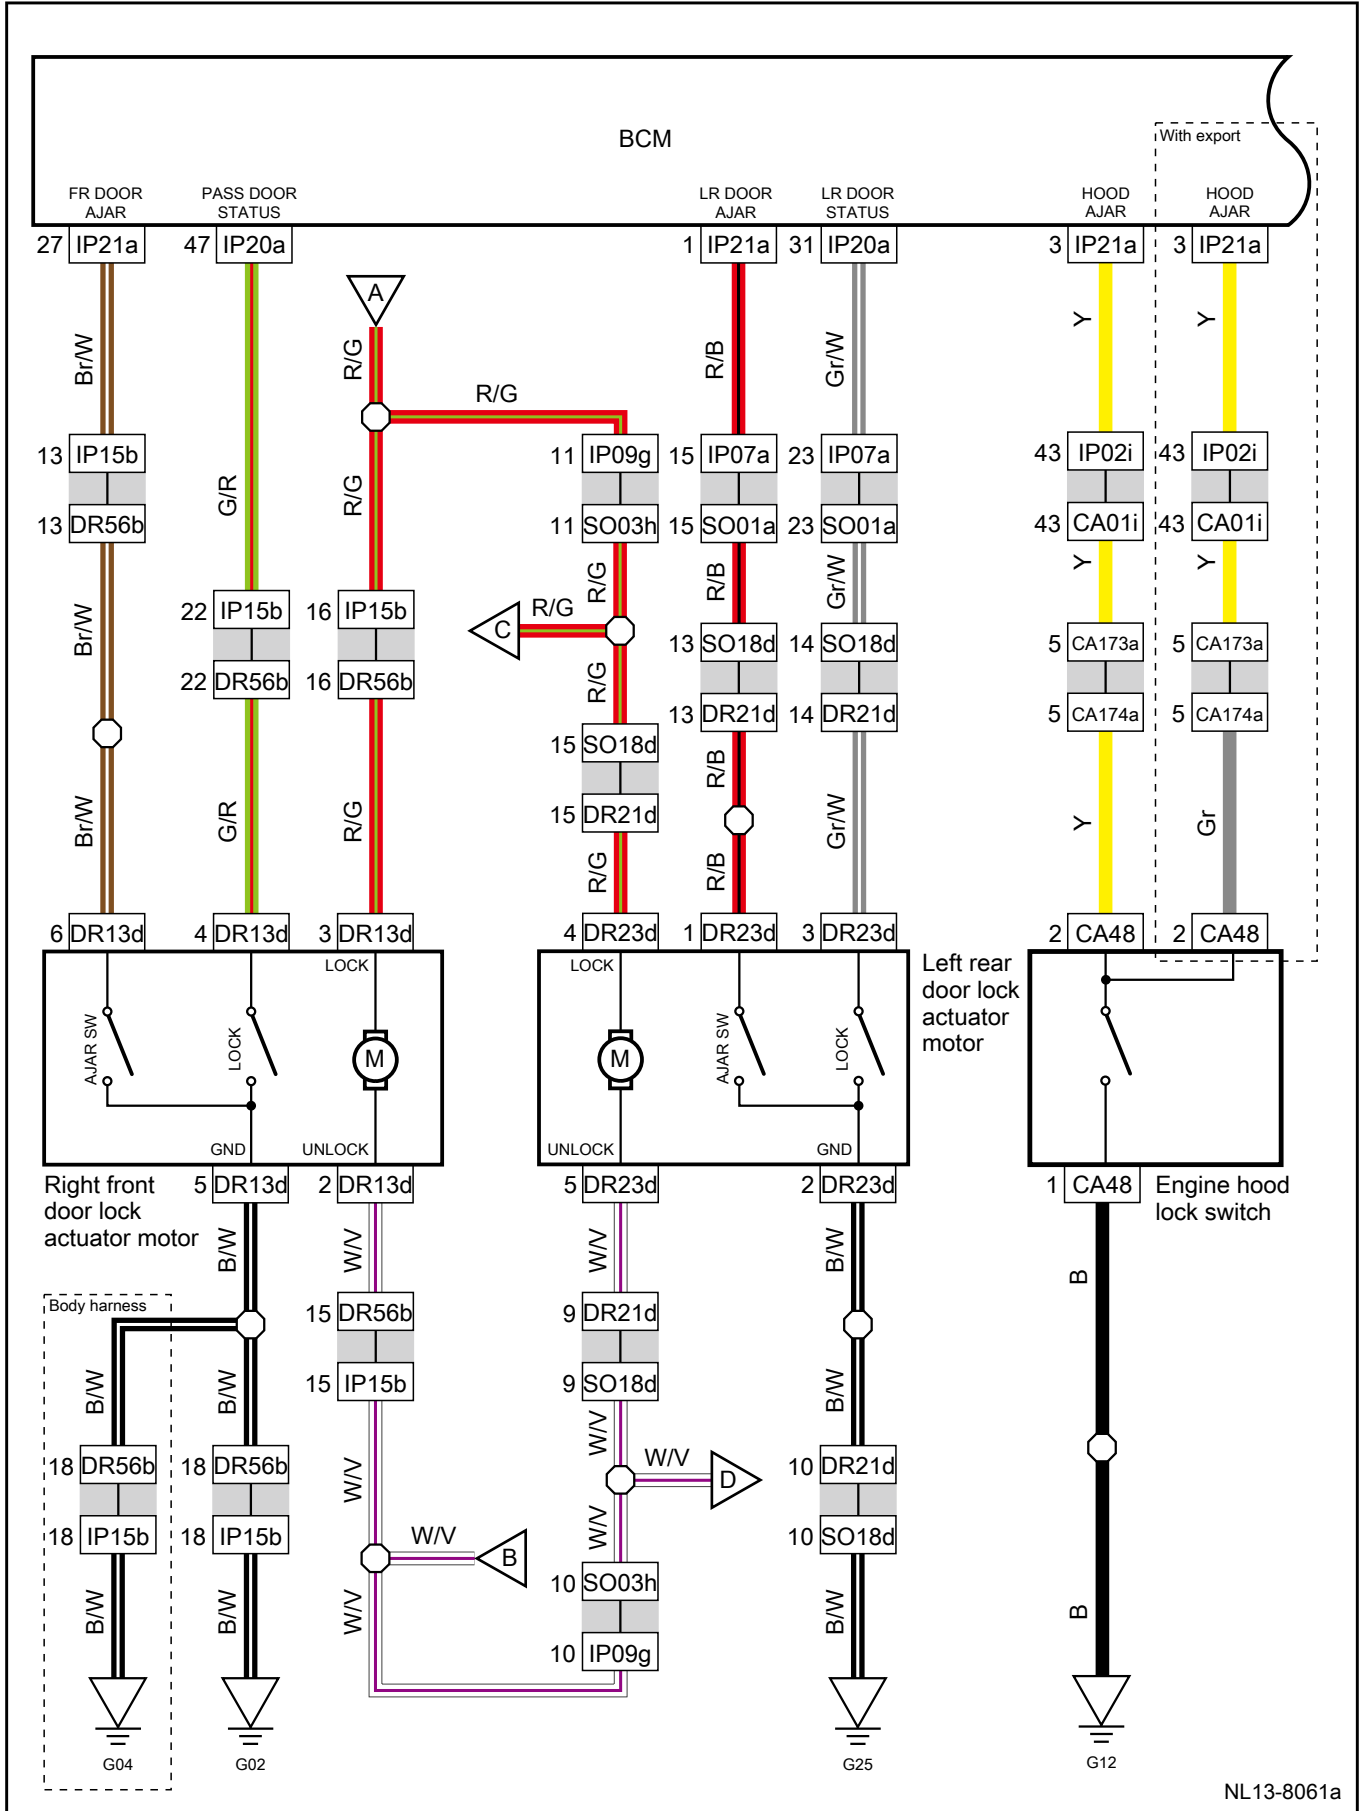 BCM
With export
FR DOOR AJAR
PASS DOOR STATUS
LR DOOR AJAR
LR DOOR STATUS
HOOD AJAR
HOOD AJAR
27 IP21a
47 IP20a
1 IP21a
31 IP20a
3 IP21a
3 IP21a
A
Br/W
R/G
R/B
Gr/W
Y
Y
R/G
13 IP15b
11 IP09g
15 IP07a
23 IP07a
43 IP02i
43 IP02i
G/R
R/G
13 DR56b
11 SO03h
15 SO01a
23 SO01a
43 CA01i
43 CA01i
R/G
R/B
Gr/W
Y
Y
22 IP15b
16 IP15b
C
R/G
Br/W
13 SO18d
14 SO18d
5 CA173a
5 CA173a
22 DR56b
16 DR56b
R/G
13 DR21d
14 DR21d
5 CA174a
5 CA174a
15 SO18d
R/B
15 DR21d
Br/W
G/R
R/G
Gr/W
Y
Gr
R/G
R/B
6 DR13d
4 DR13d
3 DR13d
4 DR23d
1 DR23d
3 DR23d
2 CA48
2 CA48
LOCK
LOCK
Left rear
door lock
actuator
motor
AJAR SW
LOCK
M
M
AJAR SW
LOCK
GND
UNLOCK
UNLOCK
GND
Right front
door lock
actuator motor
5 DR13d
2 DR13d
5 DR23d
2 DR23d
1 CA48
Engine hood
lock switch
B/W
W/V
W/V
B/W
B
Body harness
15 DR56b
9 DR21d
15 IP15b
9 SO18d
B/W
B/W
W/V
B/W
18 DR56b
18 DR56b
W/V
W/V
D
10 DR21d
18 IP15b
18 IP15b
W/V
10 SO18d
W/V
B
10 SO03h
B/W
B/W
W/V
B/W
B
10 IP09g
G04
G02
G25
G12
NL13-8061a